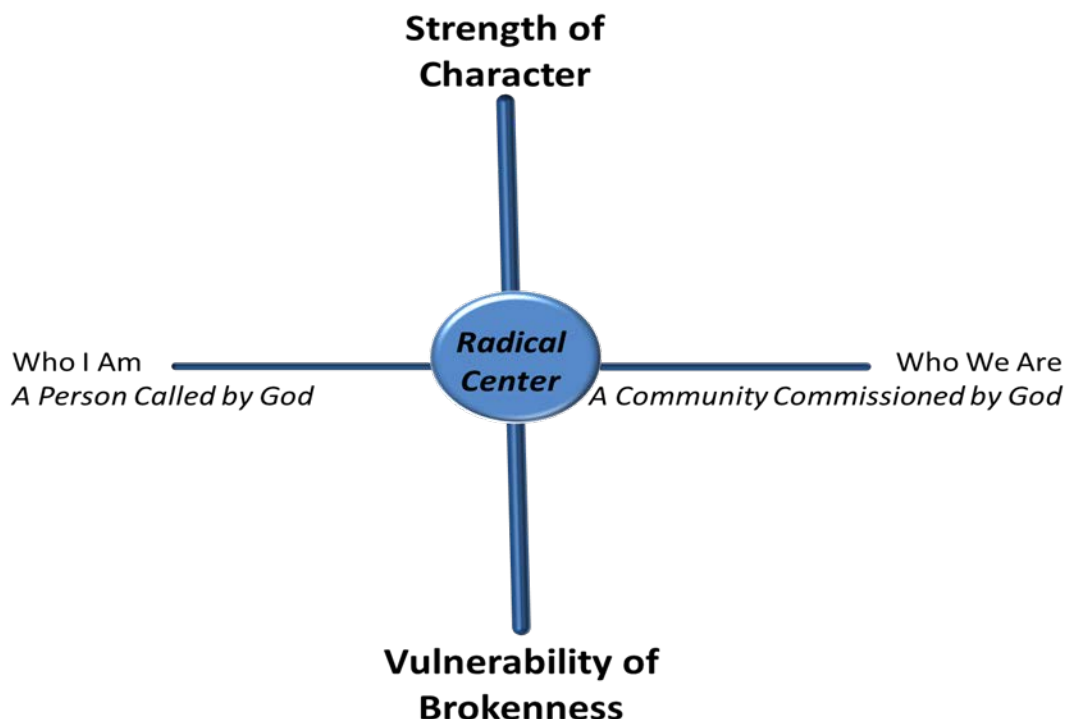 Strength of
Character
Radical
Center
Who I Am
A Person Called by God
Who We Are
A Community Commissioned by God
Vulnerability of
Brokenness